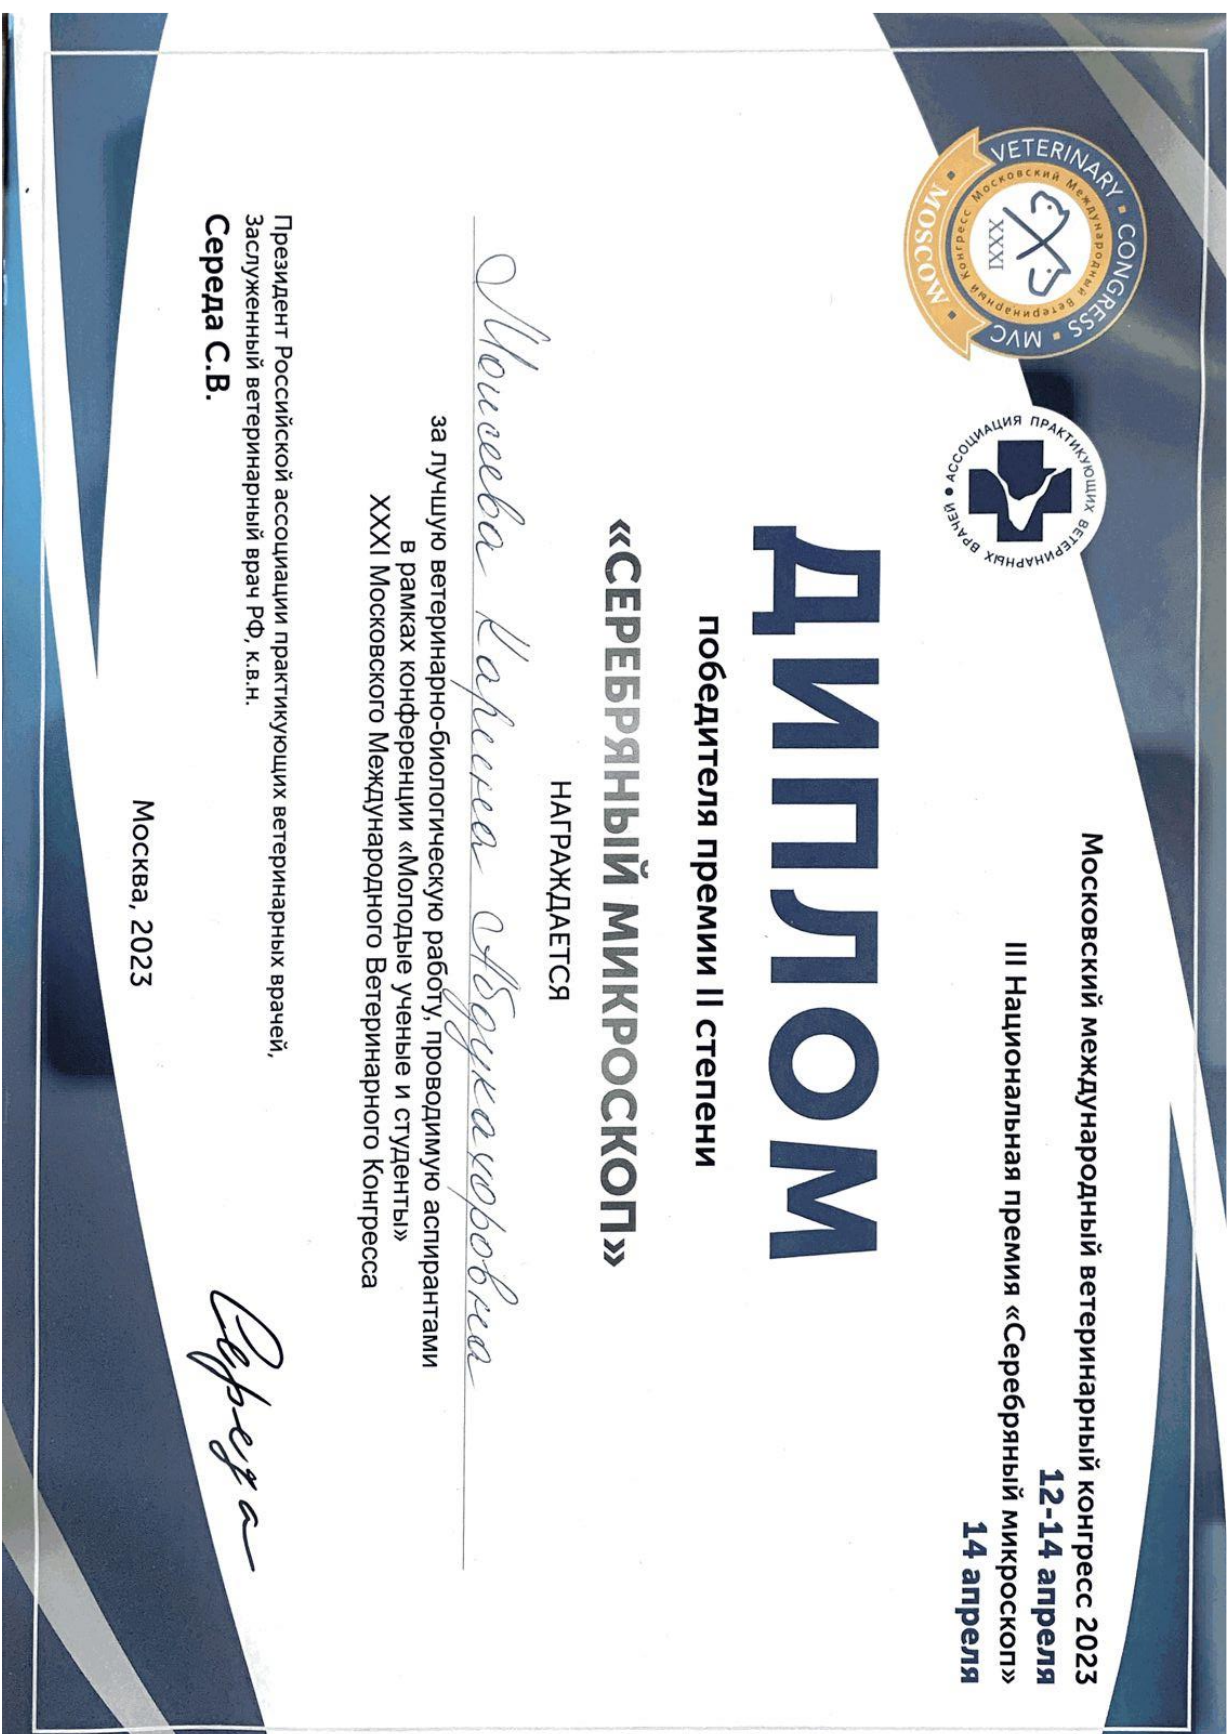 VETERINARY • CONGRESS • MVC
• MOSCOW •
Московский Международный Ветеринарный Конгресс
XXXI
АССОЦИАЦИЯ ПРАКТИКУЮЩИХ ВЕТЕРИНАРНЫХ ВРАЧЕЙ •
Московский международный ветеринарный конгресс 2023
12-14 апреля
III Национальная премия «Серебряный микроскоп»
14 апреля
ДИПЛОМ
победителя премии II степени
«СЕРЕБРЯНЫЙ МИКРОСКОП»
НАГРАЖДАЕТСЯ
Моисеева Карина Абдукахоровна
за лучшую ветеринарно-биологическую работу, проводимую аспирантами
в рамках конференции «Молодые ученые и студенты»
XXXI Московского Международного Ветеринарного Конгресса
Президент Российской ассоциации практикующих ветеринарных врачей,
Заслуженный ветеринарный врач РФ, к.в.н.
Середа С.В.
Середа
Москва, 2023